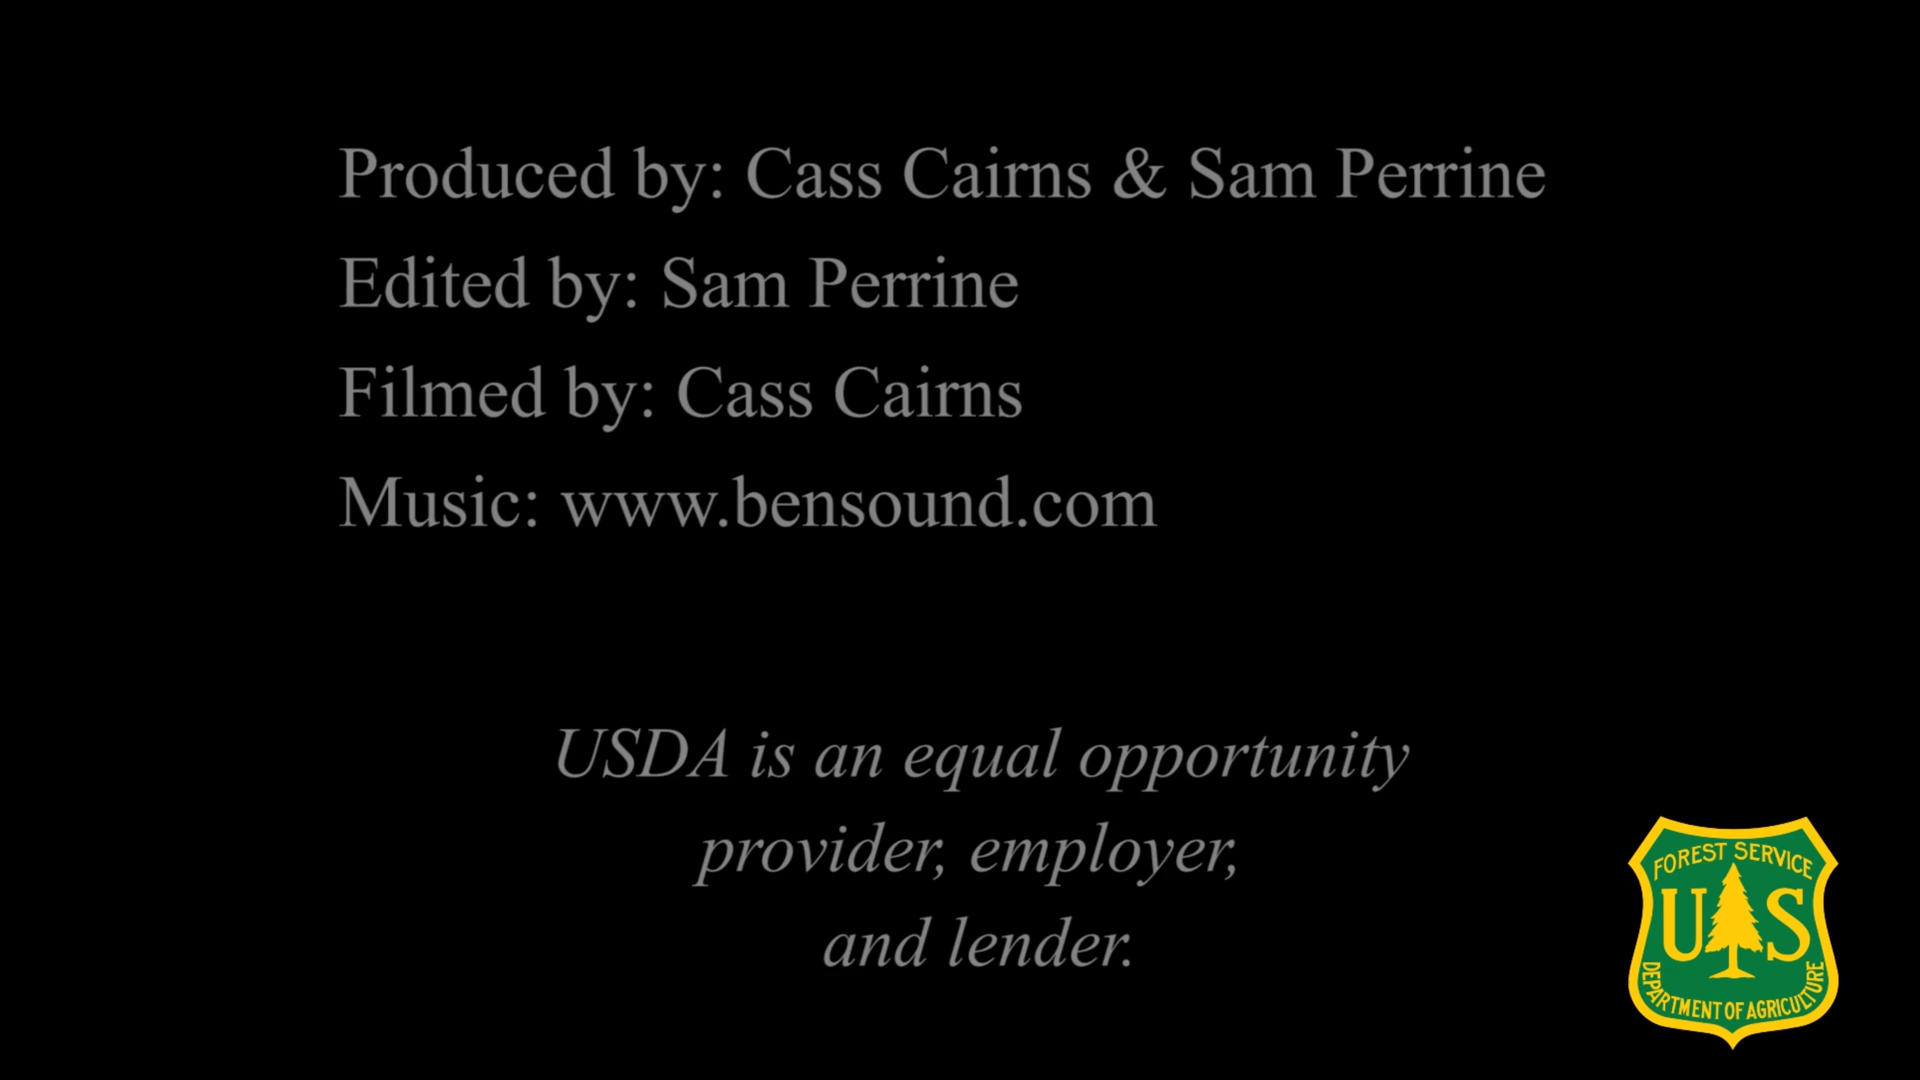 Produced by: Cass Cairns & Sam Perrine
Edited by: Sam Perrine
Filmed by: Cass Cairns
Music: www.bensound.com
USDA is an equal opportunity
provider, employer,
and lender.
FOREST SERVICE
U S
DEPARTMENT OF AGRICULTURE